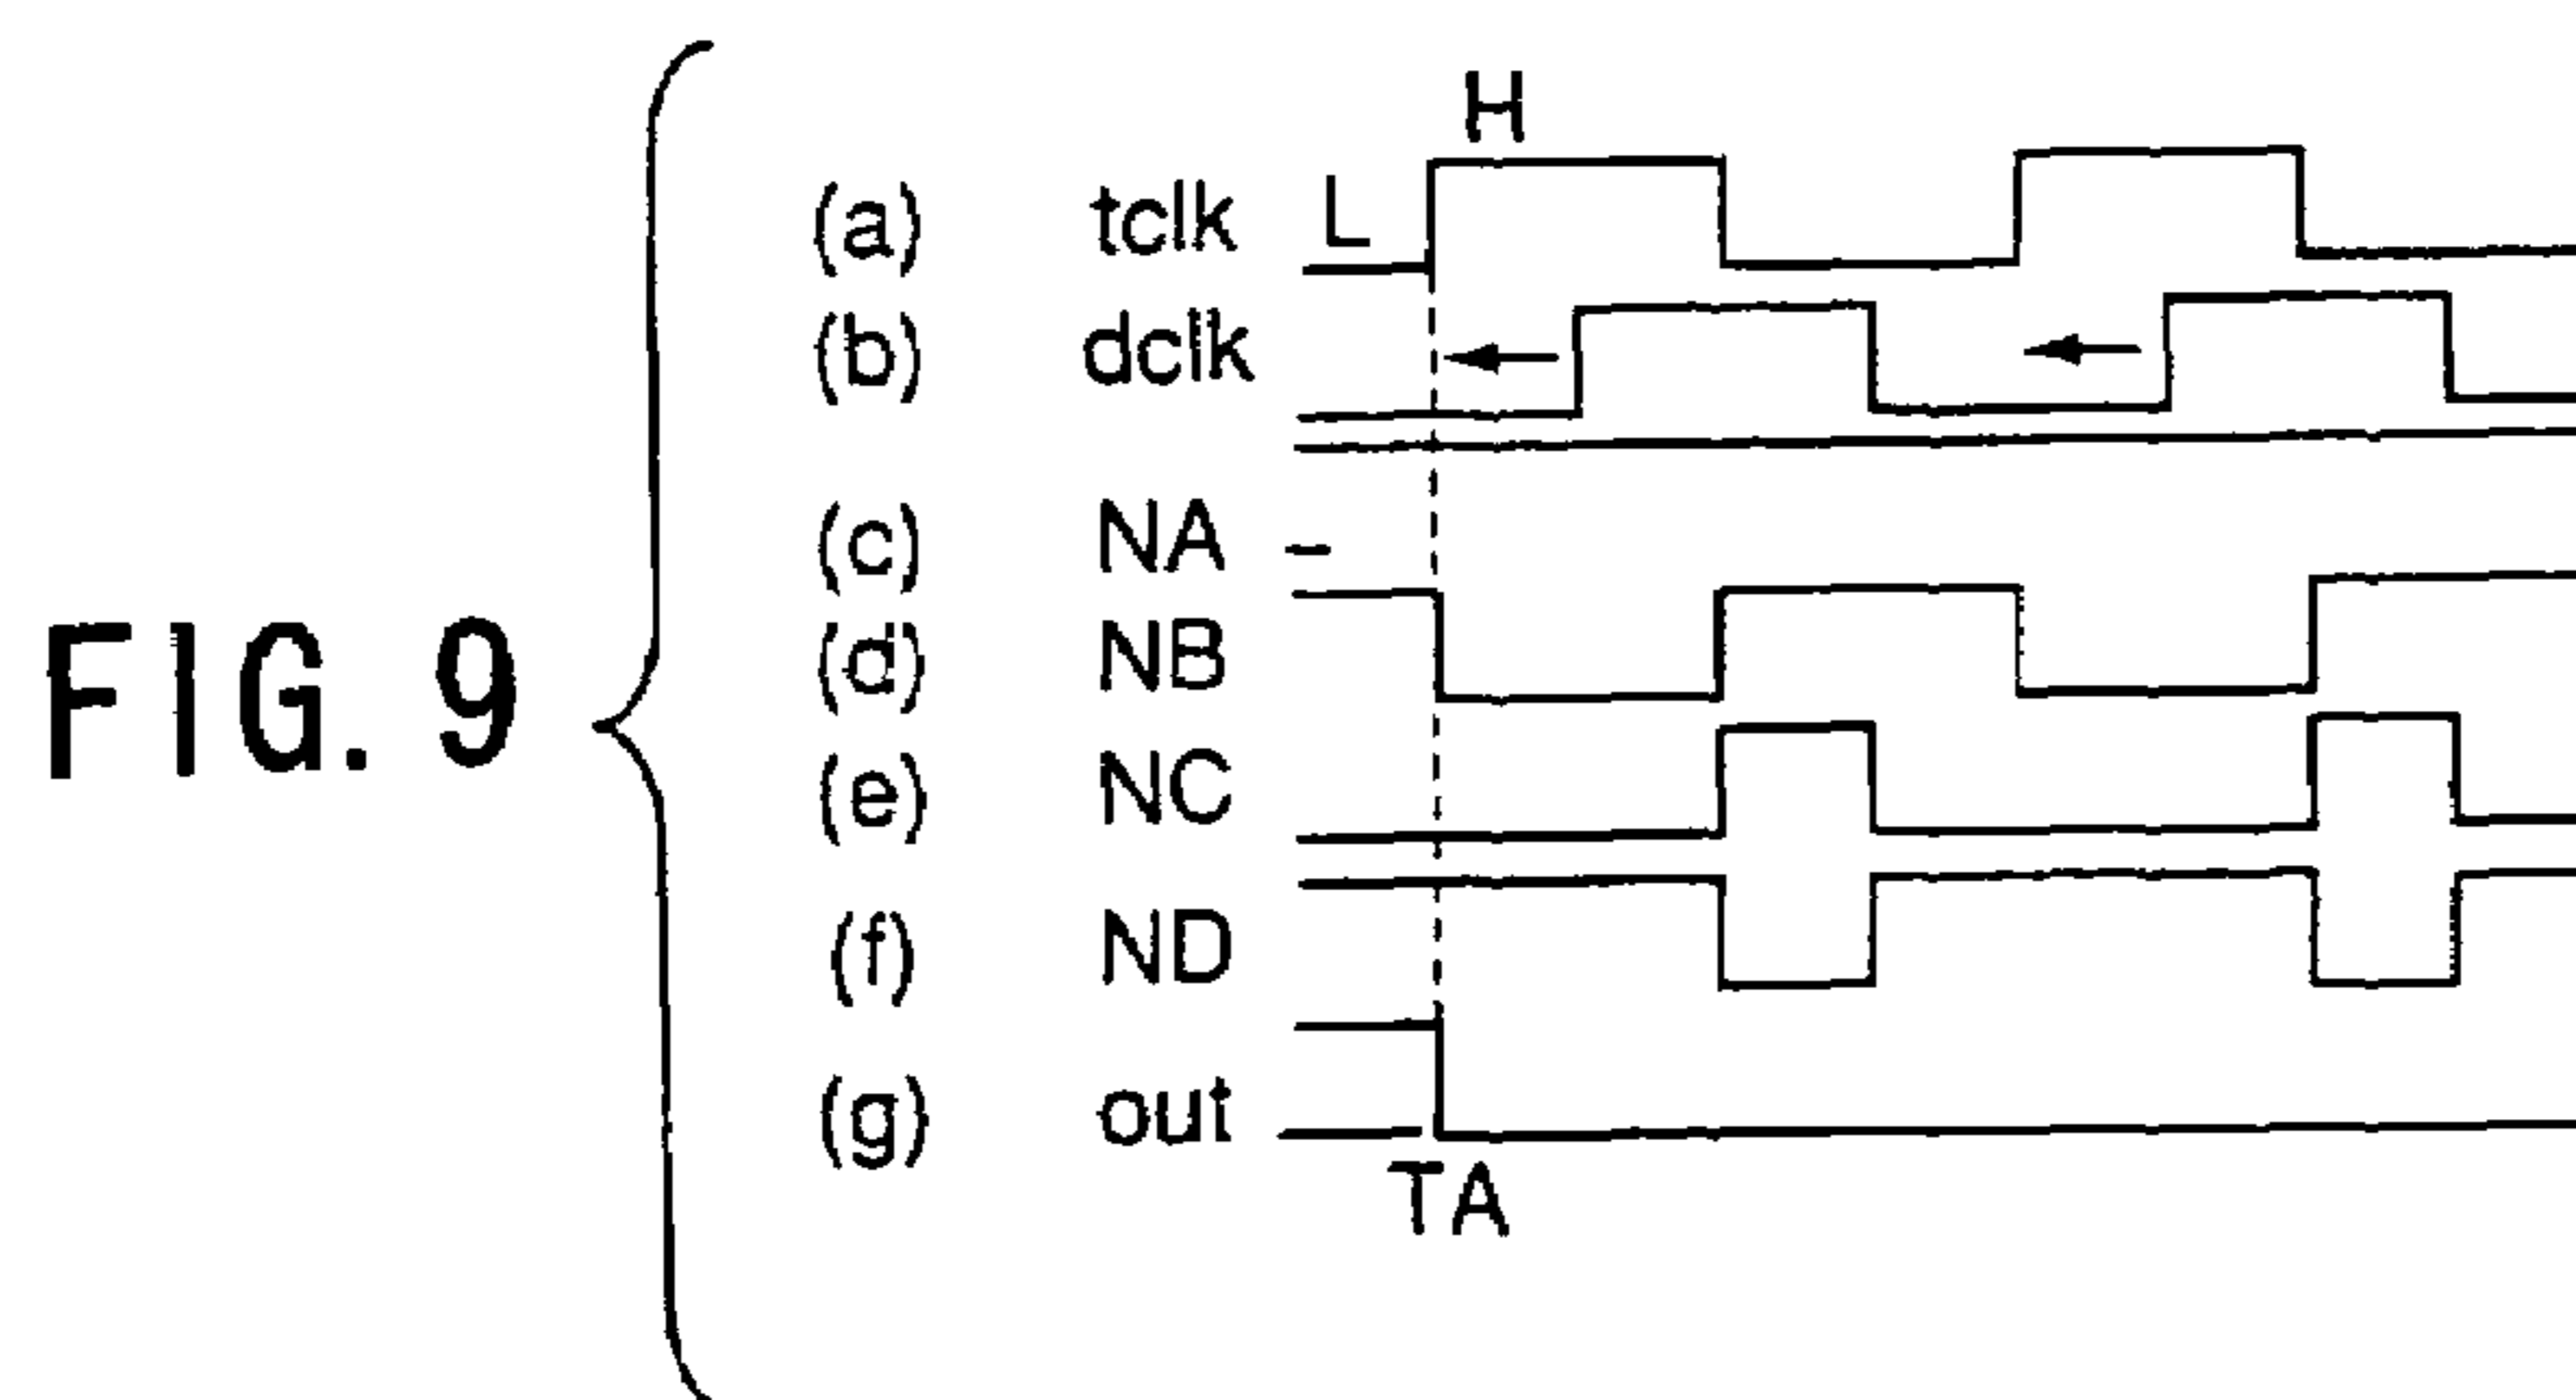 FIG. 9
H
(a) tclk L
(b) dclk
(c) NA
(d) NB
(e) NC
(f) ND
(g) out
TA